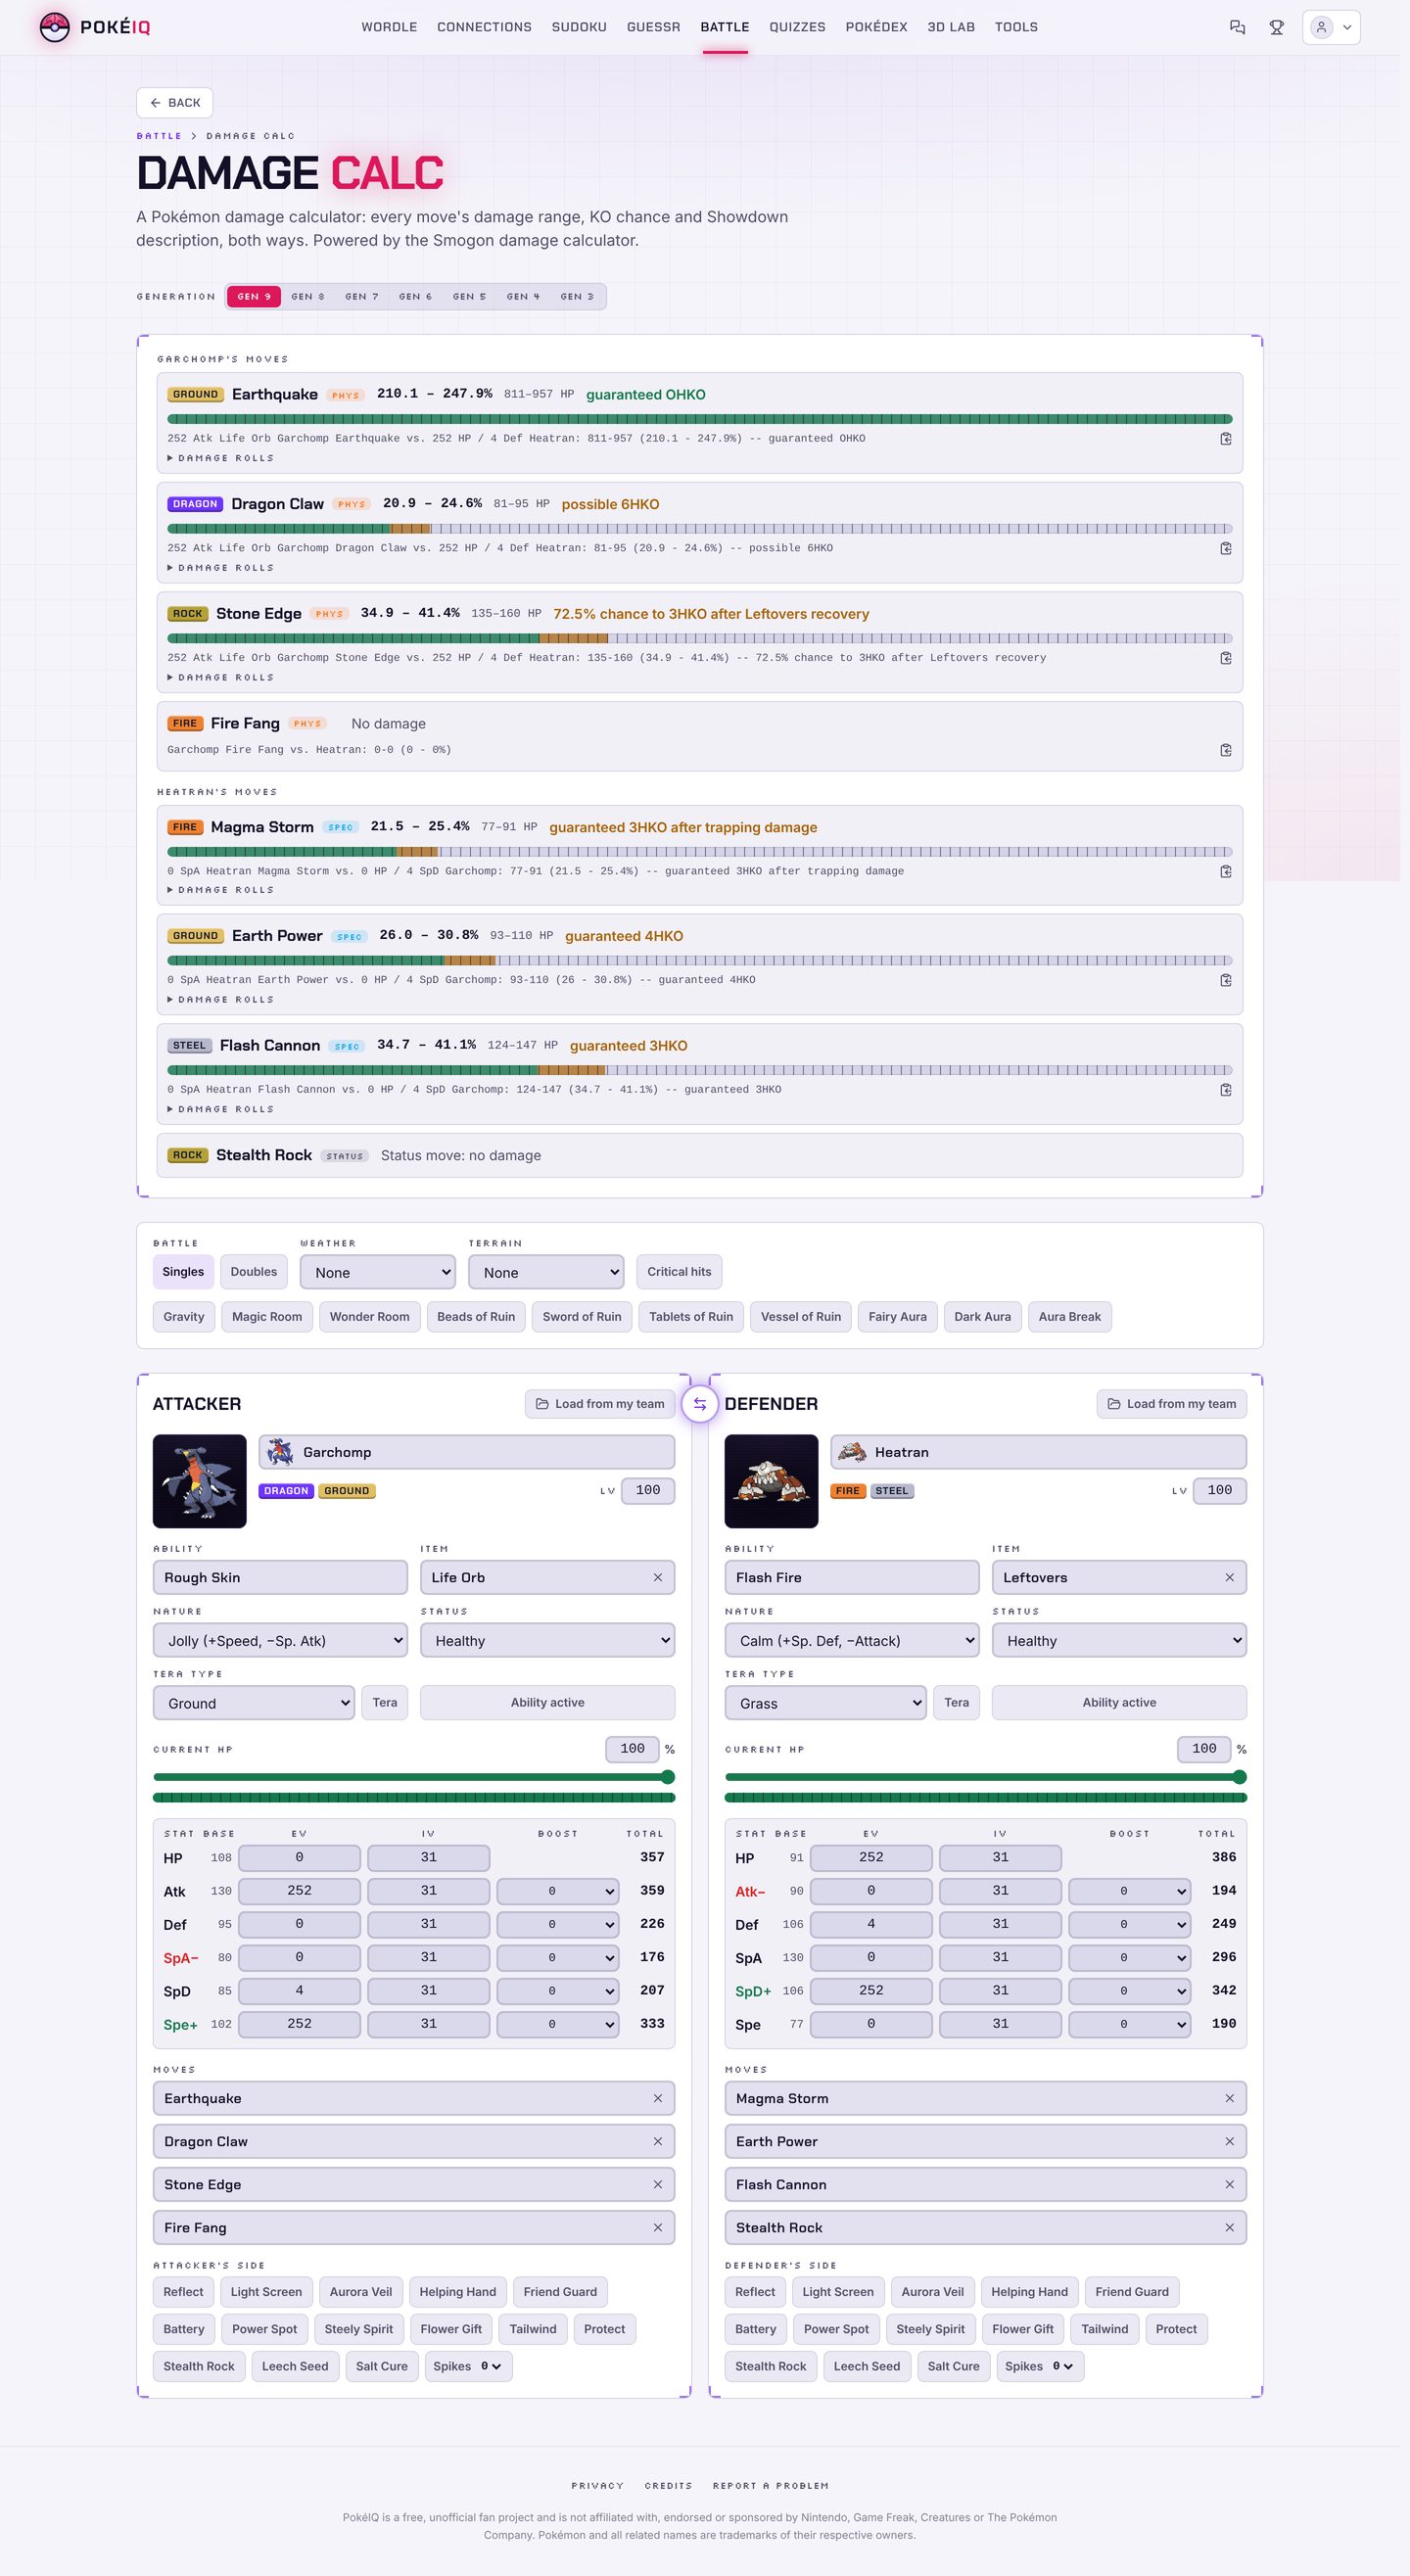 POKÉIQ
WORDLE CONNECTIONS SUDOKU GUESSR BATTLE QUIZZES POKÉDEX 3D LAB TOOLS
BACK
BATTLE > DAMAGE CALC
DAMAGE CALC
A Pokémon damage calculator: every move's damage range, KO chance and Showdown
description, both ways. Powered by the Smogon damage calculator.
GENERATION GEN 9 GEN 8 GEN 7 GEN 6 GEN 5 GEN 4 GEN 3
GARCHOMP'S MOVES
GROUND Earthquake PHYS 210.1 – 247.9% 811–957 HP guaranteed OHKO
252 Atk Life Orb Garchomp Earthquake vs. 252 HP / 4 Def Heatran: 811-957 (210.1 - 247.9%) -- guaranteed OHKO
DAMAGE ROLLS
DRAGON Dragon Claw PHYS 20.9 – 24.6% 81–95 HP possible 6HKO
252 Atk Life Orb Garchomp Dragon Claw vs. 252 HP / 4 Def Heatran: 81-95 (20.9 - 24.6%) -- possible 6HKO
DAMAGE ROLLS
ROCK Stone Edge PHYS 34.9 – 41.4% 135–160 HP 72.5% chance to 3HKO after Leftovers recovery
252 Atk Life Orb Garchomp Stone Edge vs. 252 HP / 4 Def Heatran: 135-160 (34.9 - 41.4%) -- 72.5% chance to 3HKO after Leftovers recovery
DAMAGE ROLLS
FIRE Fire Fang PHYS No damage
Garchomp Fire Fang vs. Heatran: 0-0 (0 - 0%)
HEATRAN'S MOVES
FIRE Magma Storm SPEC 21.5 – 25.4% 77–91 HP guaranteed 3HKO after trapping damage
0 SpA Heatran Magma Storm vs. 0 HP / 4 SpD Garchomp: 77-91 (21.5 - 25.4%) -- guaranteed 3HKO after trapping damage
DAMAGE ROLLS
GROUND Earth Power SPEC 26.0 – 30.8% 93–110 HP guaranteed 4HKO
0 SpA Heatran Earth Power vs. 0 HP / 4 SpD Garchomp: 93-110 (26 - 30.8%) -- guaranteed 4HKO
DAMAGE ROLLS
STEEL Flash Cannon SPEC 34.7 – 41.1% 124–147 HP guaranteed 3HKO
0 SpA Heatran Flash Cannon vs. 0 HP / 4 SpD Garchomp: 124-147 (34.7 - 41.1%) -- guaranteed 3HKO
DAMAGE ROLLS
ROCK Stealth Rock STATUS Status move: no damage
BATTLE WEATHER TERRAIN
Singles Doubles None None Critical hits
Gravity Magic Room Wonder Room Beads of Ruin Sword of Ruin Tablets of Ruin Vessel of Ruin Fairy Aura Dark Aura Aura Break
ATTACKER Load from my team
Garchomp
DRAGON GROUND LV 100
ABILITY ITEM
Rough Skin Life Orb
NATURE STATUS
Jolly (+Speed, −Sp. Atk) Healthy
TERA TYPE
Ground Tera Ability active
CURRENT HP 100 %
STAT BASE EV IV BOOST TOTAL
HP 108 0 31 357
Atk 130 252 31 0 359
Def 95 0 31 0 226
SpA− 80 0 31 0 176
SpD 85 4 31 0 207
Spe+ 102 252 31 0 333
MOVES
Earthquake
Dragon Claw
Stone Edge
Fire Fang
ATTACKER'S SIDE
Reflect Light Screen Aurora Veil Helping Hand Friend Guard
Battery Power Spot Steely Spirit Flower Gift Tailwind Protect
Stealth Rock Leech Seed Salt Cure Spikes 0
DEFENDER Load from my team
Heatran
FIRE STEEL LV 100
ABILITY ITEM
Flash Fire Leftovers
NATURE STATUS
Calm (+Sp. Def, −Attack) Healthy
TERA TYPE
Grass Tera Ability active
CURRENT HP 100 %
STAT BASE EV IV BOOST TOTAL
HP 91 252 31 386
Atk− 90 0 31 0 194
Def 106 4 31 0 249
SpA 130 0 31 0 296
SpD+ 106 252 31 0 342
Spe 77 0 31 0 190
MOVES
Magma Storm
Earth Power
Flash Cannon
Stealth Rock
DEFENDER'S SIDE
Reflect Light Screen Aurora Veil Helping Hand Friend Guard
Battery Power Spot Steely Spirit Flower Gift Tailwind Protect
Stealth Rock Leech Seed Salt Cure Spikes 0
PRIVACY CREDITS REPORT A PROBLEM
PokéIQ is a free, unofficial fan project and is not affiliated with, endorsed or sponsored by Nintendo, Game Freak, Creatures or The Pokémon
Company. Pokémon and all related names are trademarks of their respective owners.